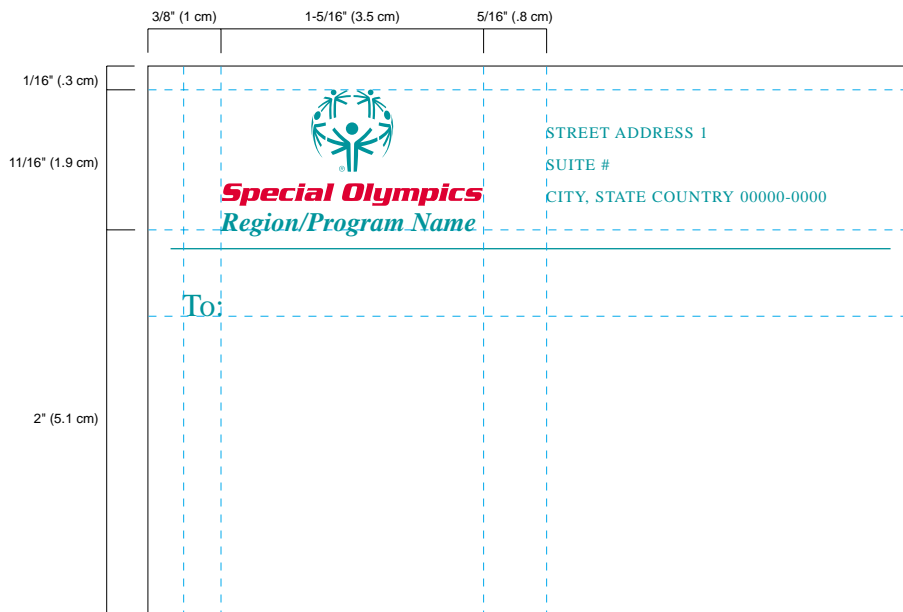 3/8" (1 cm)
1-5/16" (3.5 cm)
5/16" (.8 cm)
1/16" (.3 cm)
11/16" (1.9 cm)
2" (5.1 cm)
®
Special Olympics
Region/Program Name
STREET ADDRESS 1
SUITE #
CITY, STATE COUNTRY 00000-0000
To: